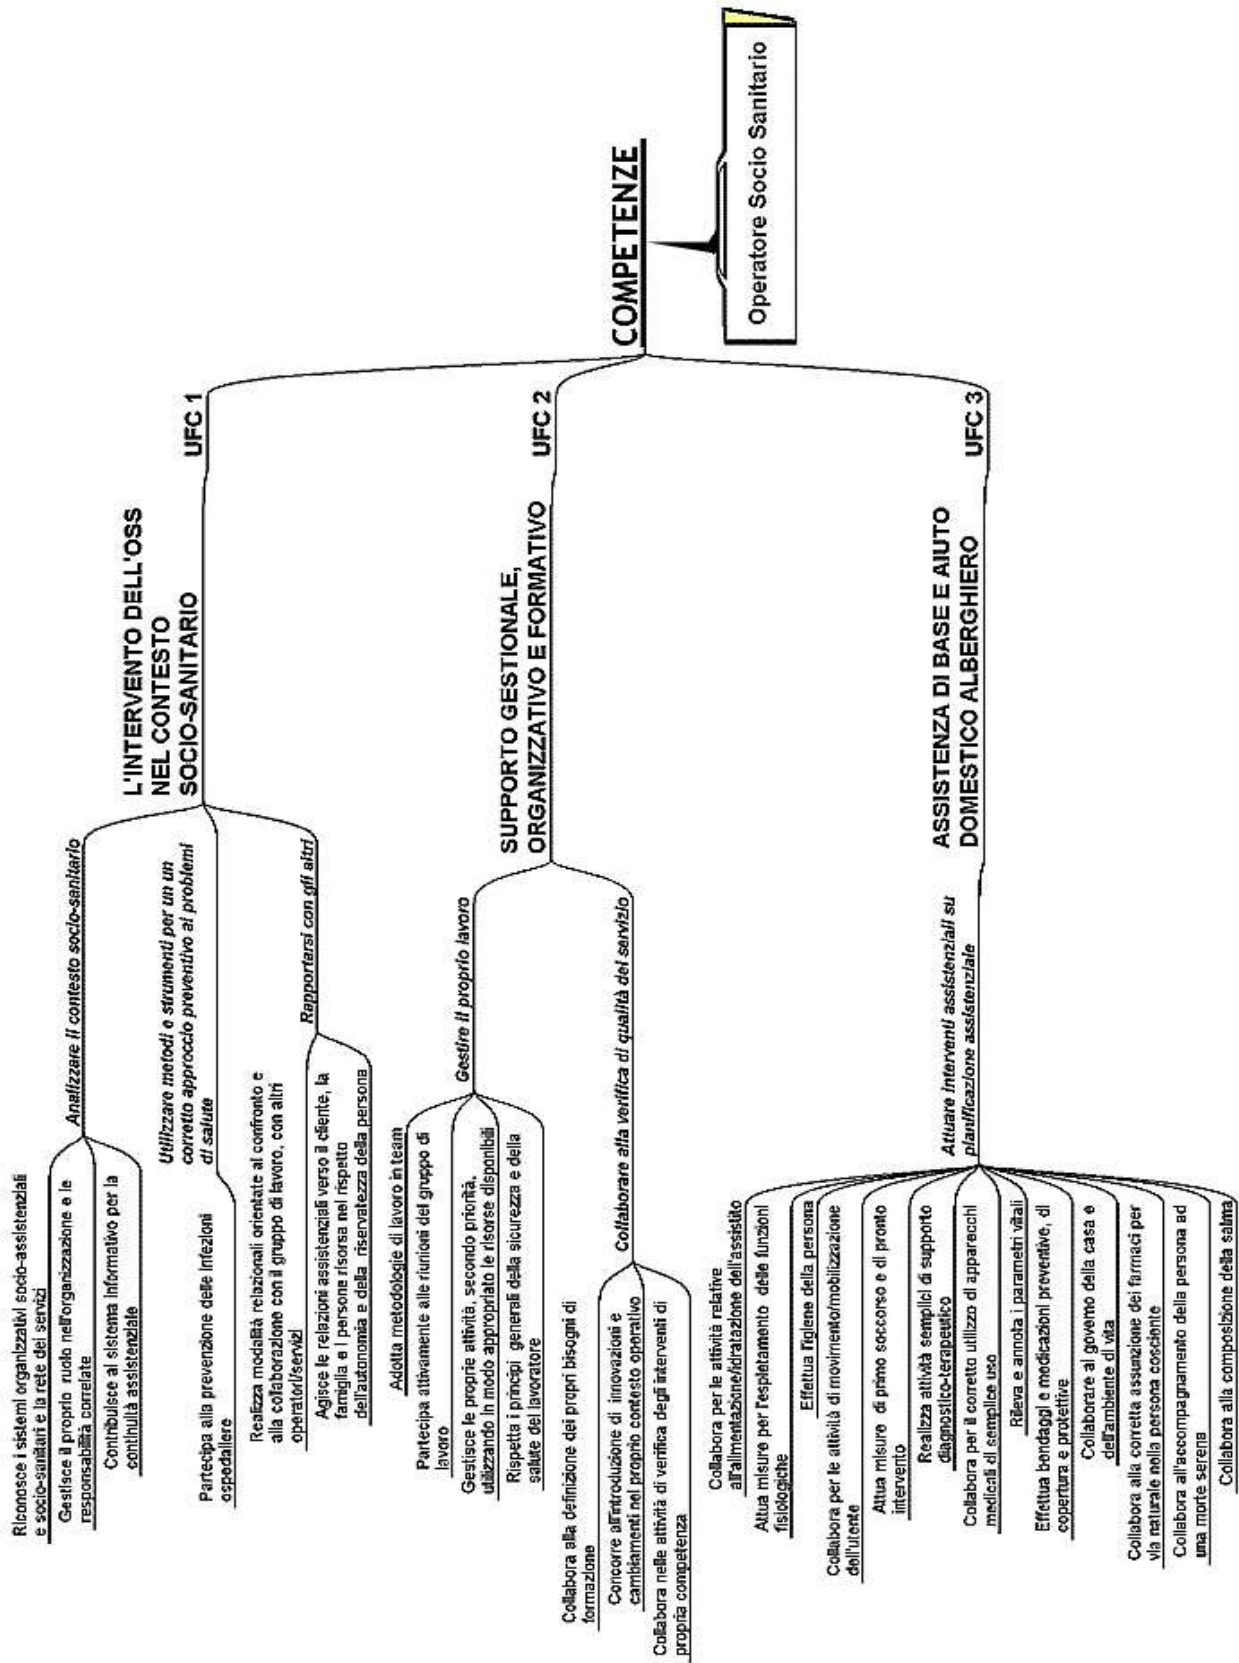 Operatore Socio Sanitario
COMPETENZE
UFC 1
L'INTERVENTO DELL'OSS
NEL CONTESTO
SOCIO-SANITARIO
Analizzare il contesto socio-sanitario
Riconosce i sistemi organizzativi socio-assistenziali
e socio-sanitari e la rete dei servizi
Gestisce il proprio ruolo nell'organizzazione e le
responsabilità correlate
Contribuisce al sistema informativo per la
continuità assistenziale
Utilizzare metodi e strumenti per un un
corretto approccio preventivo ai problemi
di salute
Partecipa alla prevenzione delle infezioni
ospedaliere
Rapportarsi con gli altri
Realizza modalità relazionali orientate al confronto e
alla collaborazione con il gruppo di lavoro, con altri
operatori/servizi
Agisce le relazioni assistenziali verso il cliente, la
famiglia e l persone risorsa nel rispetto
dell'autonomia e della riservatezza della persona
UFC 2
SUPPORTO GESTIONALE,
ORGANIZZATIVO E FORMATIVO
Gestire il proprio lavoro
Adotta metodologie di lavoro in team
Partecipa attivamente alle riunioni del gruppo di
lavoro
Gestisce le proprie attività, secondo priorità,
utilizzando in modo appropriato le risorse disponibili
Rispetta i principi generali della sicurezza e della
salute del lavoratore
Collaborare alla verifica di qualità del servizio
Collabora alla definizione dei propri bisogni di
formazione
Concorre all'introduzione di innovazioni e
cambiamenti nel proprio contesto operativo
Collabora nelle attività di verifica degli interventi di
propria competenza
UFC 3
ASSISTENZA DI BASE E AIUTO
DOMESTICO ALBERGHIERO
Attuare interventi assistenziali su
pianificazione assistenziale
Collabora per le attività relative
all'alimentazione/idratazione dell'assistito
Attua misure per l'espletamento delle funzioni
fisiologiche
Effettua l'igiene della persona
Collabora per le attività di movimento/mobilizzazione
dell'utente
Attua misure di primo soccorso e di pronto
intervento
Realizza attività semplici di supporto
diagnostico-terapeutico
Collabora per il corretto utilizzo di apparecchi
medicali di semplice uso
Rileva e annota i parametri vitali
Effettua bendaggi e medicazioni preventive, di
copertura e protettive
Collaborare al governo della casa e
dell'ambiente di vita
Collabora alla corretta assunzione dei farmaci per
via naturale nella persona cosciente
Collabora all'accompagnamento della persona ad
una morte serena
Collabora alla composizione della salma